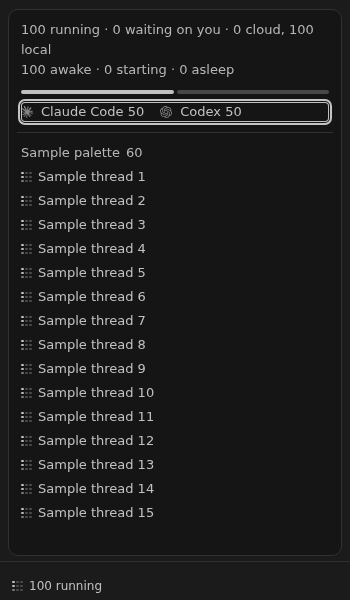 100 running · 0 waiting on you · 0 cloud, 100
local
100 awake · 0 starting · 0 asleep
Claude Code 50 Codex 50
Sample palette 60
Sample thread 1
Sample thread 2
Sample thread 3
Sample thread 4
Sample thread 5
Sample thread 6
Sample thread 7
Sample thread 8
Sample thread 9
Sample thread 10
Sample thread 11
Sample thread 12
Sample thread 13
Sample thread 14
Sample thread 15
100 running